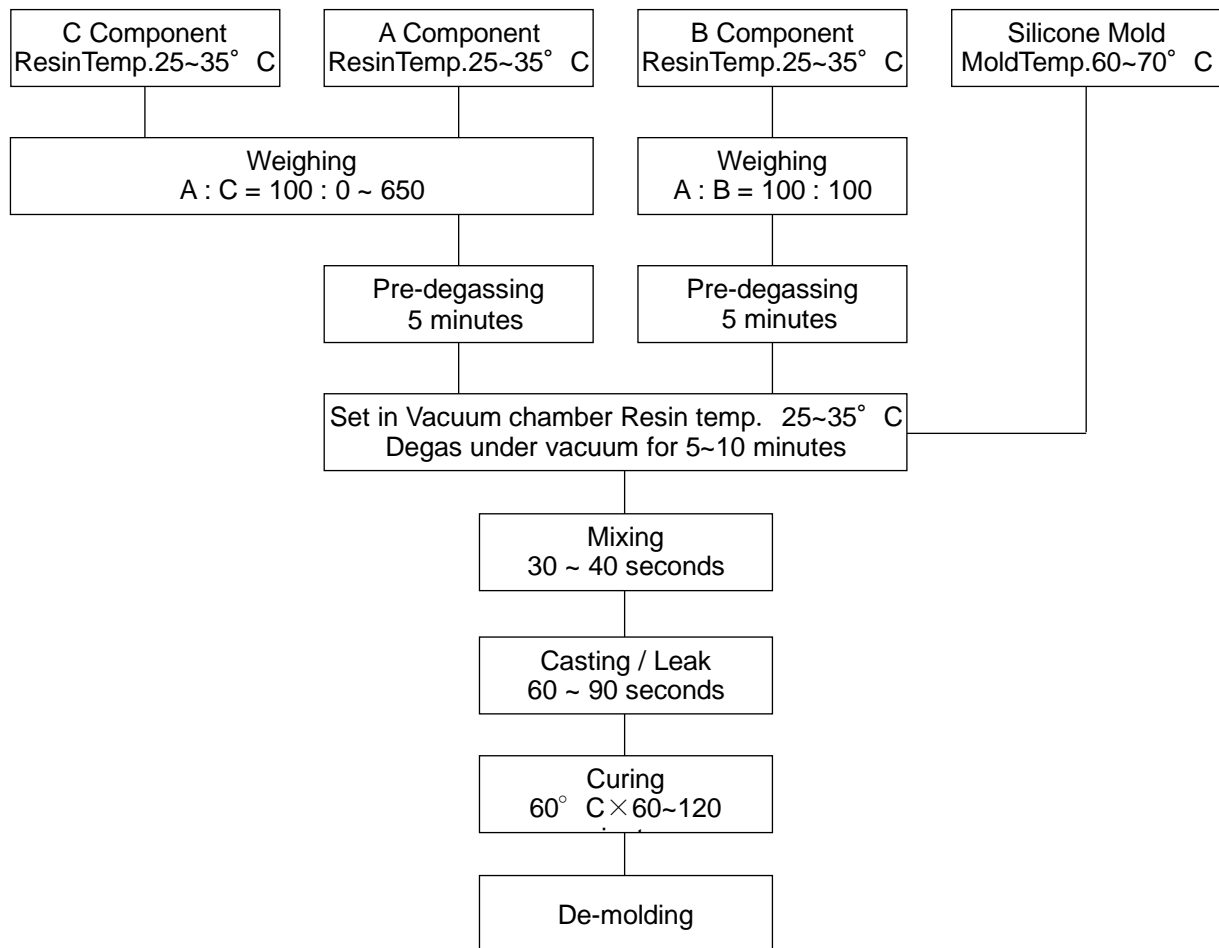 C Component
ResinTemp.25~35° C
A Component
ResinTemp.25~35° C
B Component
ResinTemp.25~35° C
Silicone Mold
MoldTemp.60~70° C
Weighing
A : C = 100 : 0 ~ 650
Weighing
A : B = 100 : 100
Pre-degassing
5 minutes
Pre-degassing
5 minutes
Set in Vacuum chamber Resin temp. 25~35° C
Degas under vacuum for 5~10 minutes
Mixing
30 ~ 40 seconds
Casting / Leak
60 ~ 90 seconds
Curing
60° C×60~120
De-molding